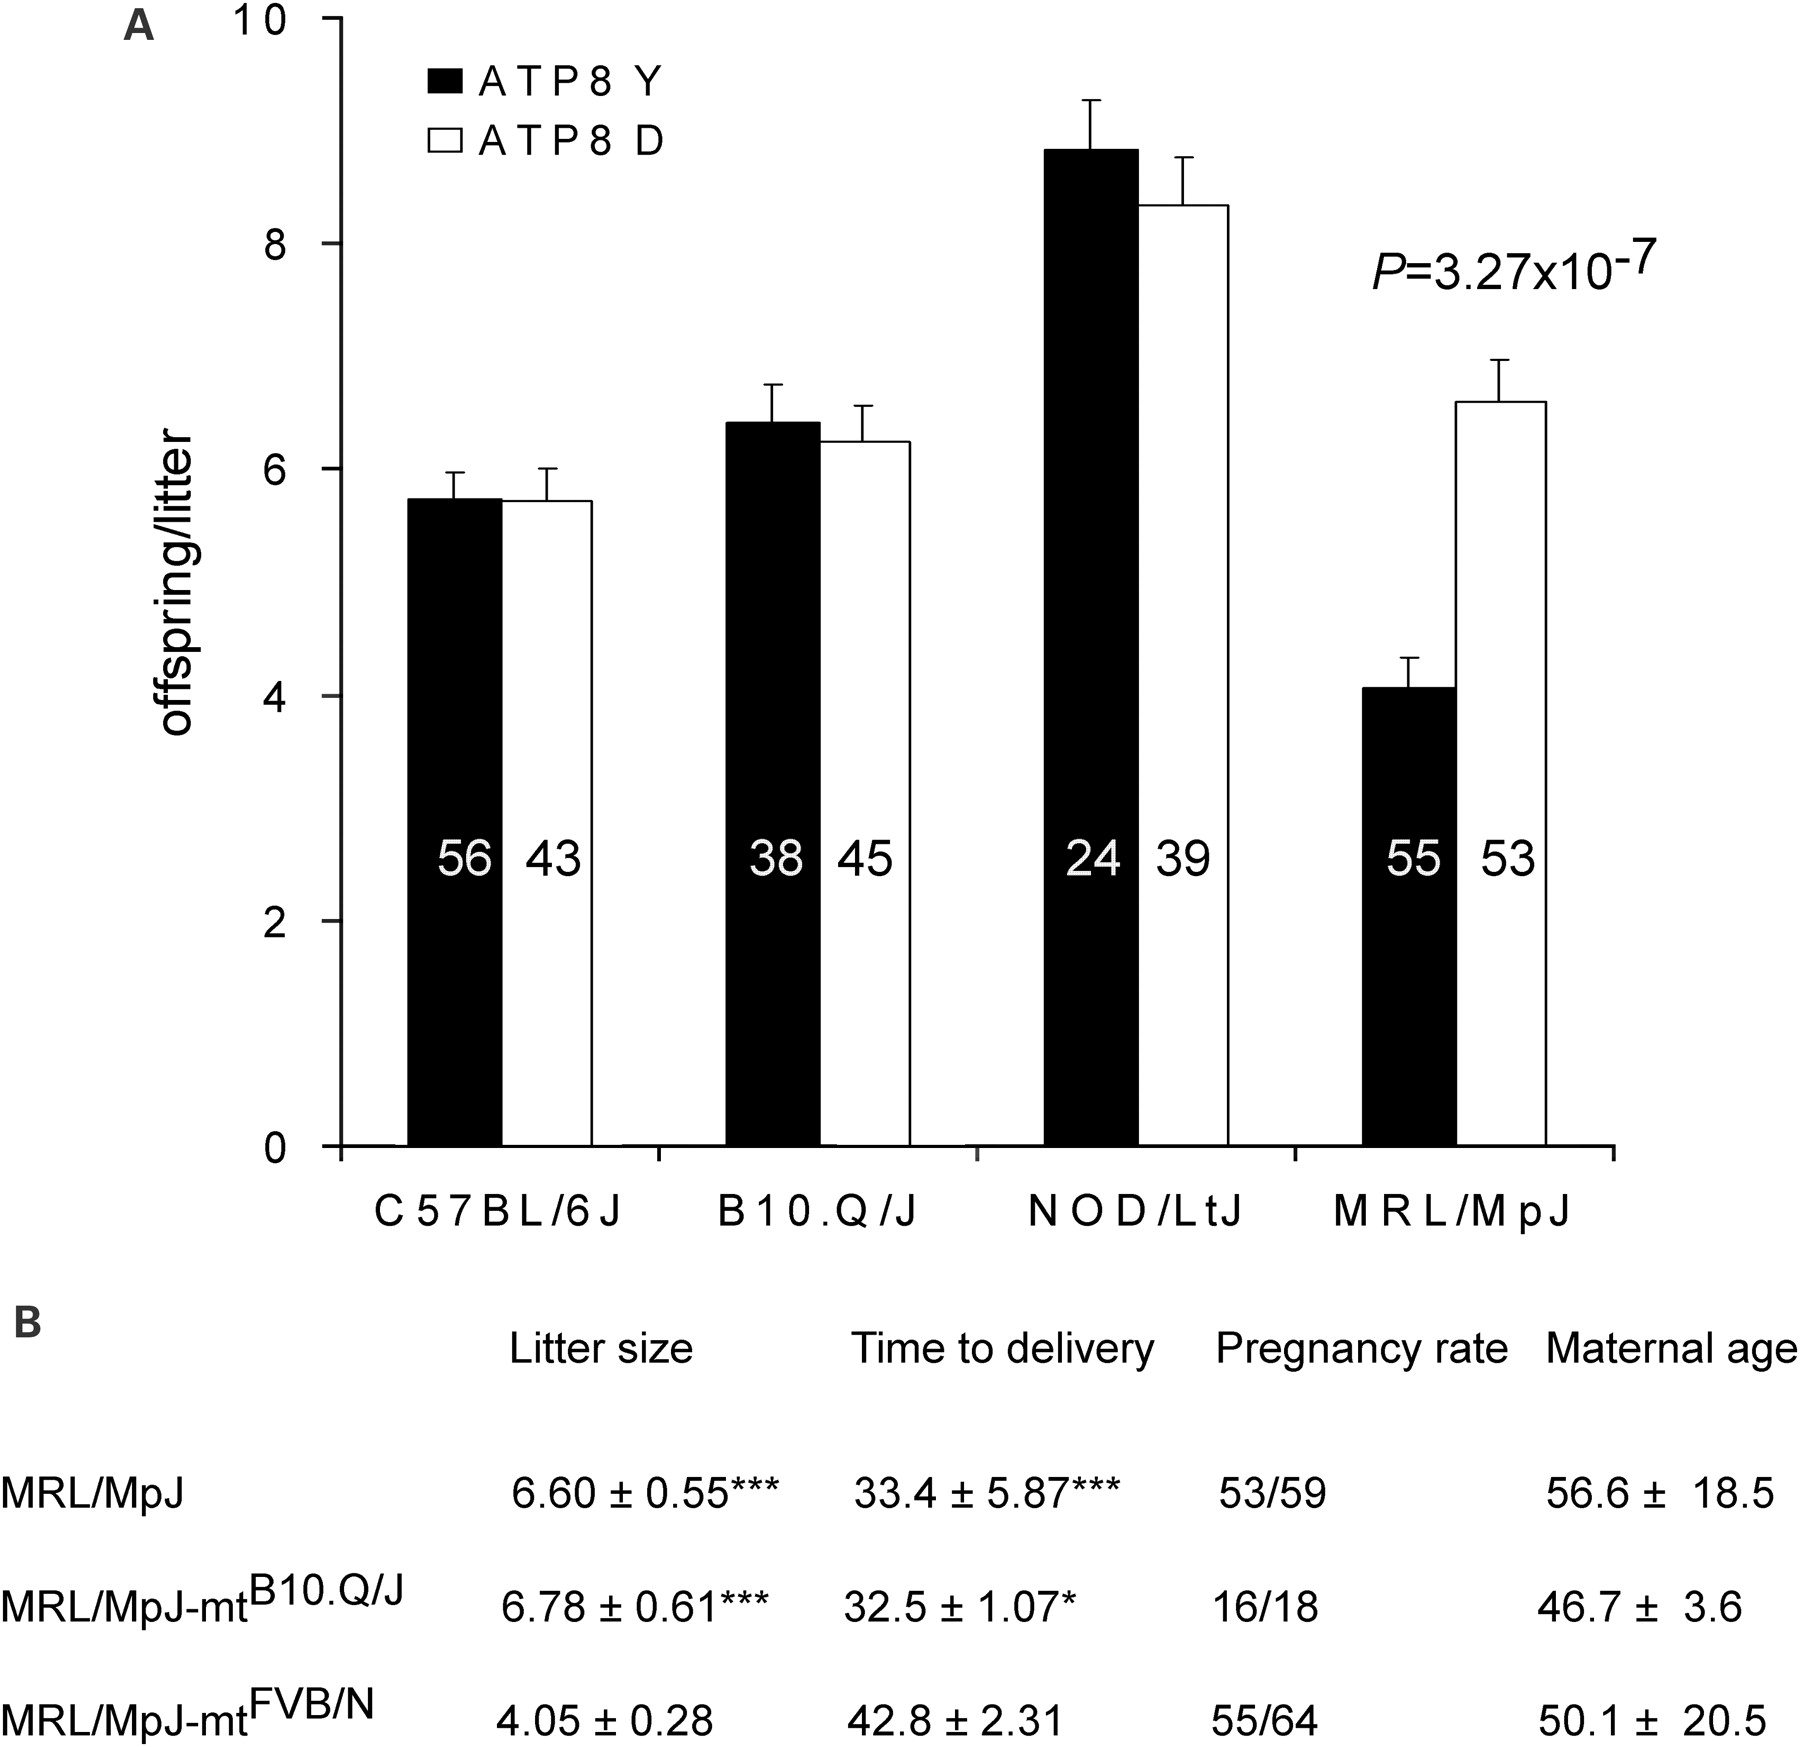 A
10
ATP8 Y
ATP8 D
8
P=3.27x10-7
6
4
2
0
offspring/litter
56 43 38 45 24 39 55 53
C57BL/6J B10.Q/J NOD/LtJ MRL/MpJ
B
Litter size Time to delivery Pregnancy rate Maternal age
MRL/MpJ 6.60 ± 0.55*** 33.4 ± 5.87*** 53/59 56.6 ± 18.5
MRL/MpJ-mtB10.Q/J 6.78 ± 0.61*** 32.5 ± 1.07* 16/18 46.7 ± 3.6
MRL/MpJ-mtFVB/N 4.05 ± 0.28 42.8 ± 2.31 55/64 50.1 ± 20.5